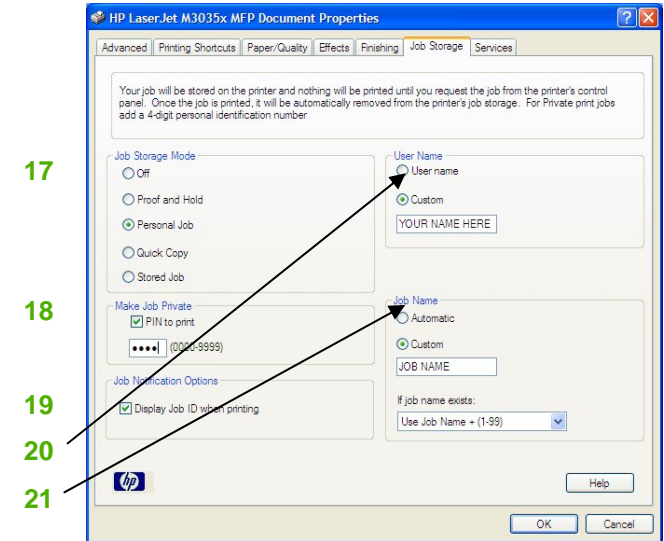 HP LaserJet M3035x MFP Document Properties
Advanced Printing Shortcuts Paper/Quality Effects Finishing Job Storage Services
Your job will be stored on the printer and nothing will be printed until you request the job from the printer's control
panel. Once the job is printed, it will be automatically removed from the printer's job storage. For Private print jobs
add a 4-digit personal identification number
17
Job Storage Mode
Off
Proof and Hold
Personal Job
Quick Copy
Stored Job
User Name
User name
Custom
YOUR NAME HERE
18
Make Job Private
PIN to print
(0000-9999)
Job Name
Automatic
Custom
JOB NAME
If job name exists:
Use Job Name + (1-99)
19
Job Notification Options
Display Job ID when printing
20
21
hp
Help
OK Cancel